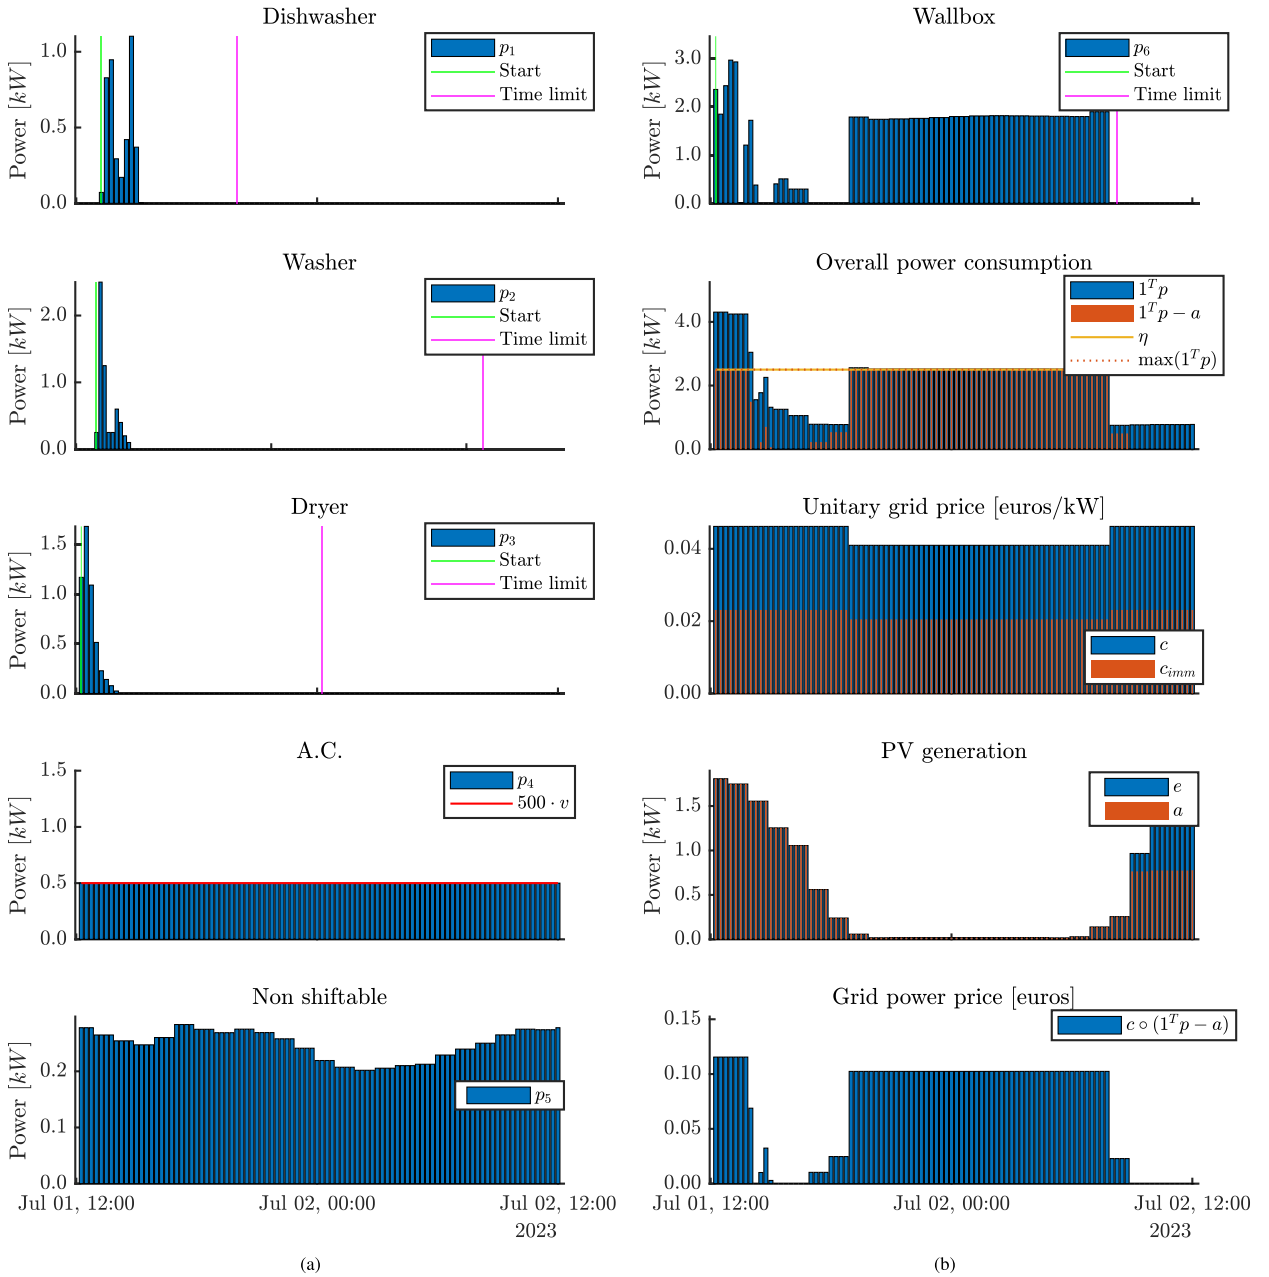 Dishwasher
Power [kW]
1.0
0.5
0.0
p1
Start
Time limit
Washer
Power [kW]
2.0
1.0
0.0
p2
Start
Time limit
Dryer
Power [kW]
1.5
1.0
0.5
0.0
p3
Start
Time limit
A.C.
Power [kW]
1.5
1.0
0.5
0.0
p4
500 · v
Non shiftable
Power [kW]
0.2
0.1
0.0
p5
Jul 01, 12:00
Jul 02, 00:00
Jul 02, 12:00
2023
(a)
Wallbox
Power [kW]
3.0
2.0
1.0
0.0
p6
Start
Time limit
Overall power consumption
Power [kW]
4.0
2.0
0.0
1ᵀp
1ᵀp − a
η
max(1ᵀp)
Unitary grid price [euros/kW]
0.04
0.02
0.00
c
cimm
PV generation
Power [kW]
1.5
1.0
0.5
0.0
e
a
Grid power price [euros]
0.15
0.10
0.05
0.00
c ∘ (1ᵀp − a)
Jul 01, 12:00
Jul 02, 00:00
Jul 02, 12:00
2023
(b)